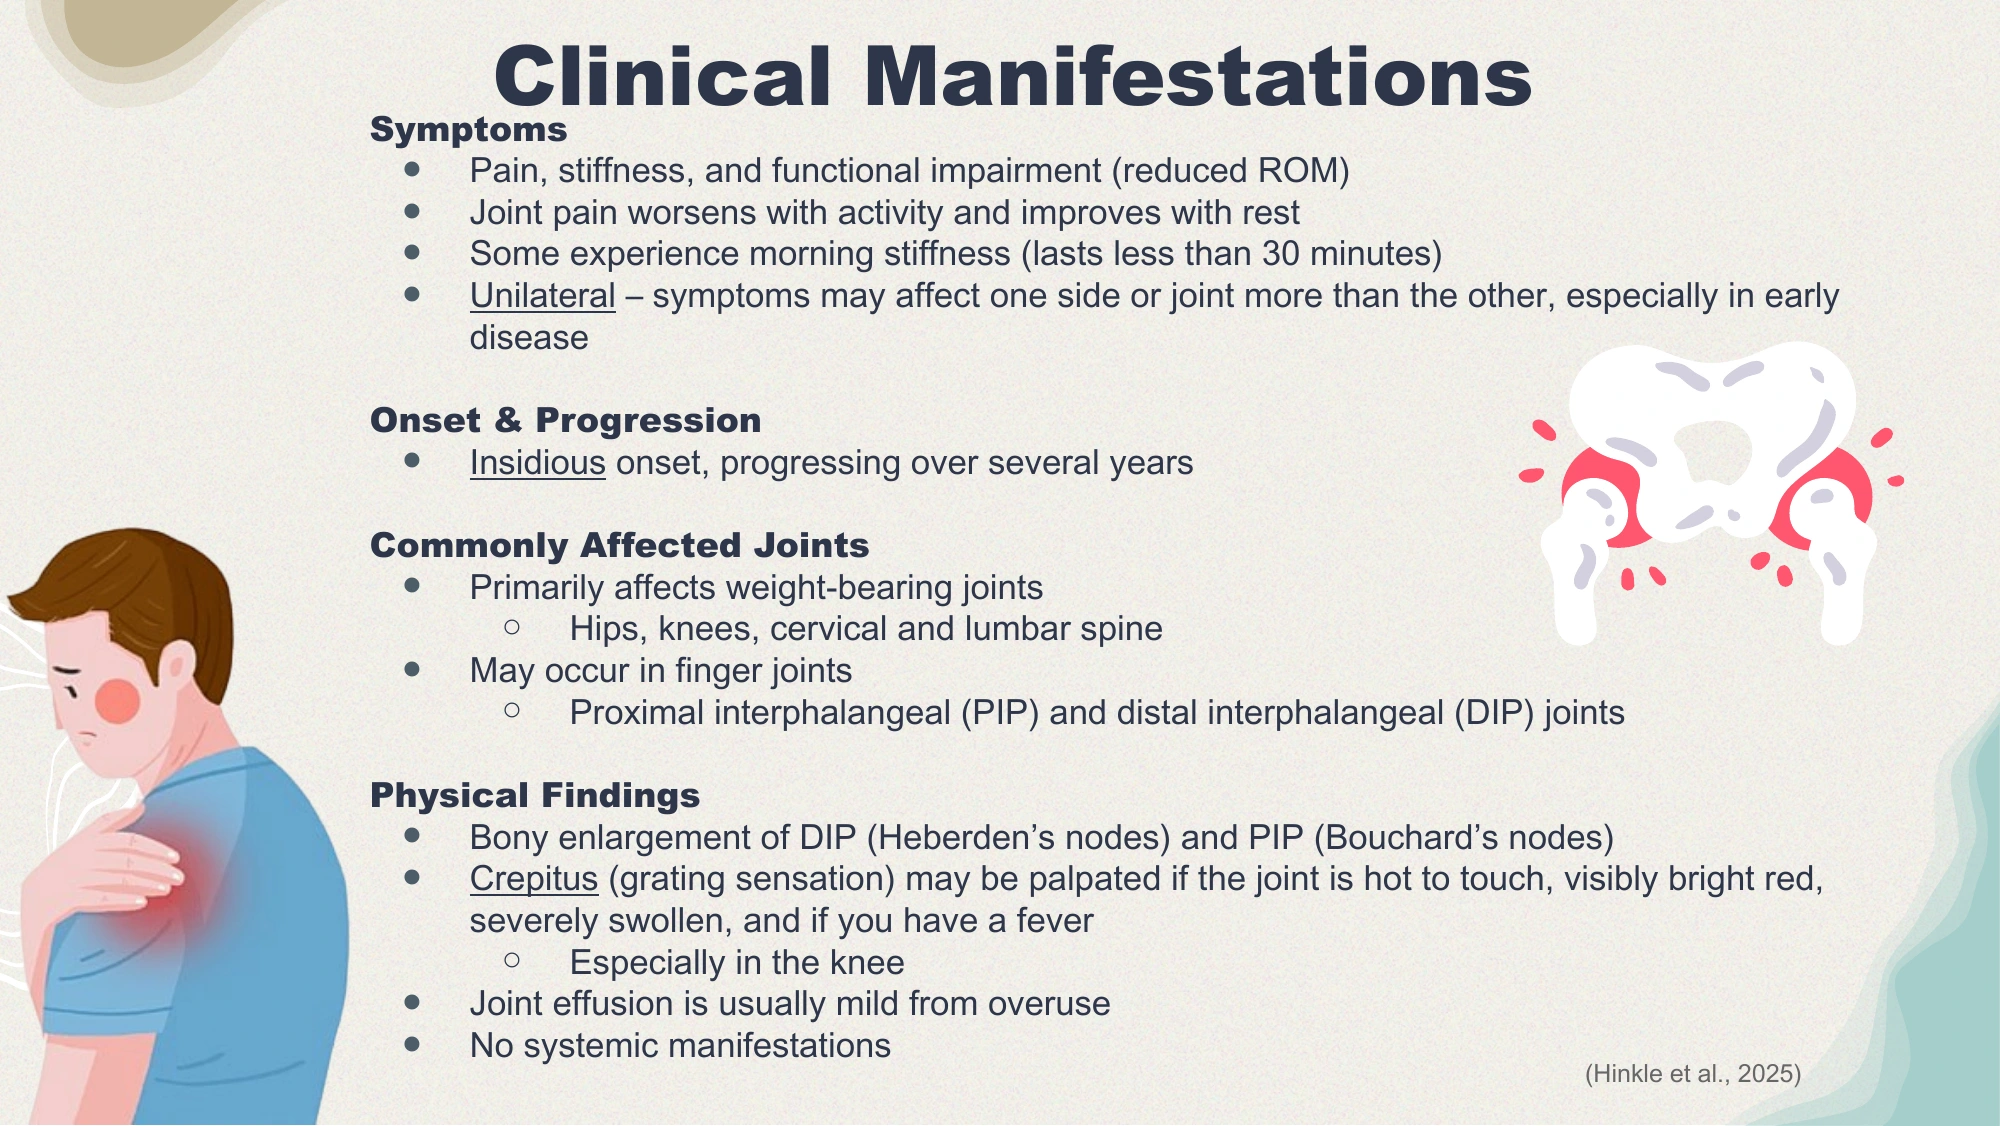 Clinical Manifestations
Symptoms
● Pain, stiffness, and functional impairment (reduced ROM)
● Joint pain worsens with activity and improves with rest
● Some experience morning stiffness (lasts less than 30 minutes)
● Unilateral – symptoms may affect one side or joint more than the other, especially in early
disease
Onset & Progression
● Insidious onset, progressing over several years
Commonly Affected Joints
● Primarily affects weight-bearing joints
○ Hips, knees, cervical and lumbar spine
● May occur in finger joints
○ Proximal interphalangeal (PIP) and distal interphalangeal (DIP) joints
Physical Findings
● Bony enlargement of DIP (Heberden’s nodes) and PIP (Bouchard’s nodes)
● Crepitus (grating sensation) may be palpated if the joint is hot to touch, visibly bright red,
severely swollen, and if you have a fever
○ Especially in the knee
● Joint effusion is usually mild from overuse
● No systemic manifestations
(Hinkle et al., 2025)